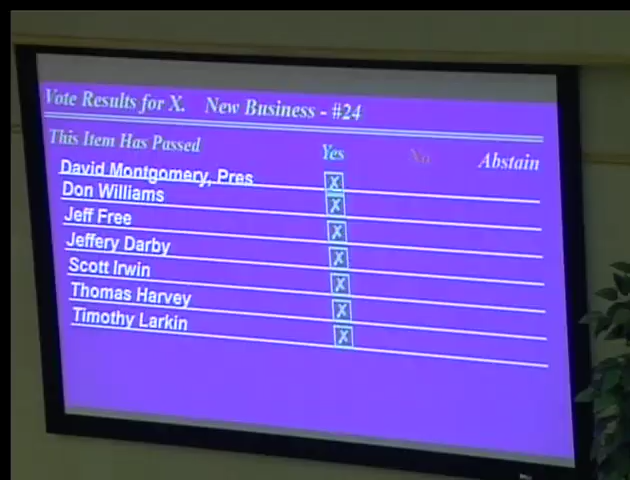 Vote Results for X. New Business - #24
This Item Has Passed Yes No Abstain
David Montgomery, Pres X
Don Williams X
Jeff Free X
Jeffery Darby X
Scott Irwin X
Thomas Harvey X
Timothy Larkin X